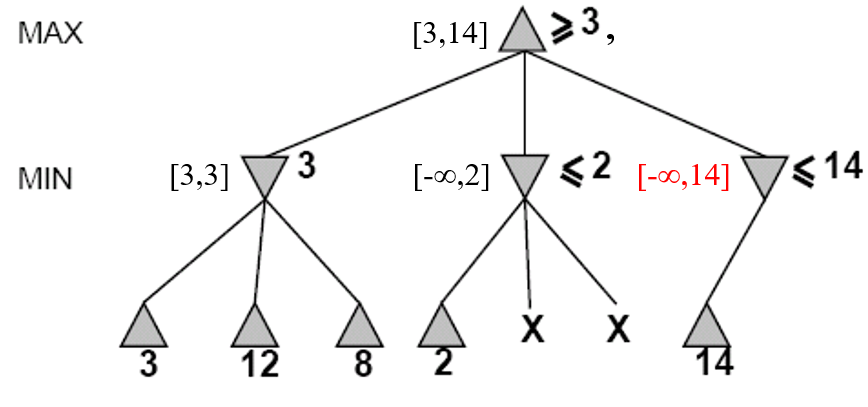 MAX [3,14] ≥3,
MIN [3,3] 3 [-∞,2] ≤2 [-∞,14] ≤14
X X
3 12 8 2 14